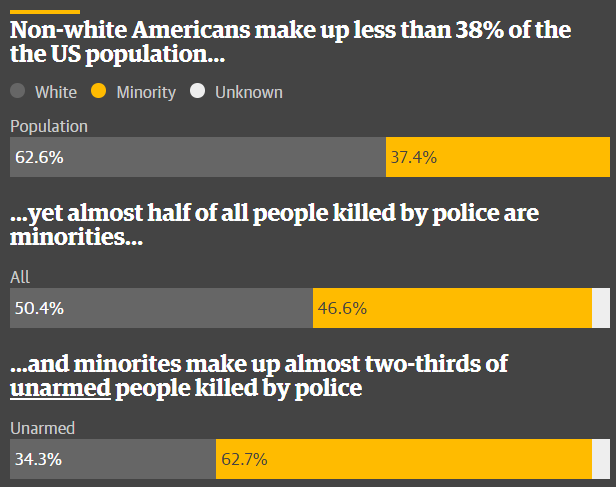 Non-white Americans make up less than 38% of the
the US population...
White Minority Unknown
Population
62.6% 37.4%
...yet almost half of all people killed by police are
minorities...
All
50.4% 46.6%
...and minorites make up almost two-thirds of
unarmed people killed by police
Unarmed
34.3% 62.7%